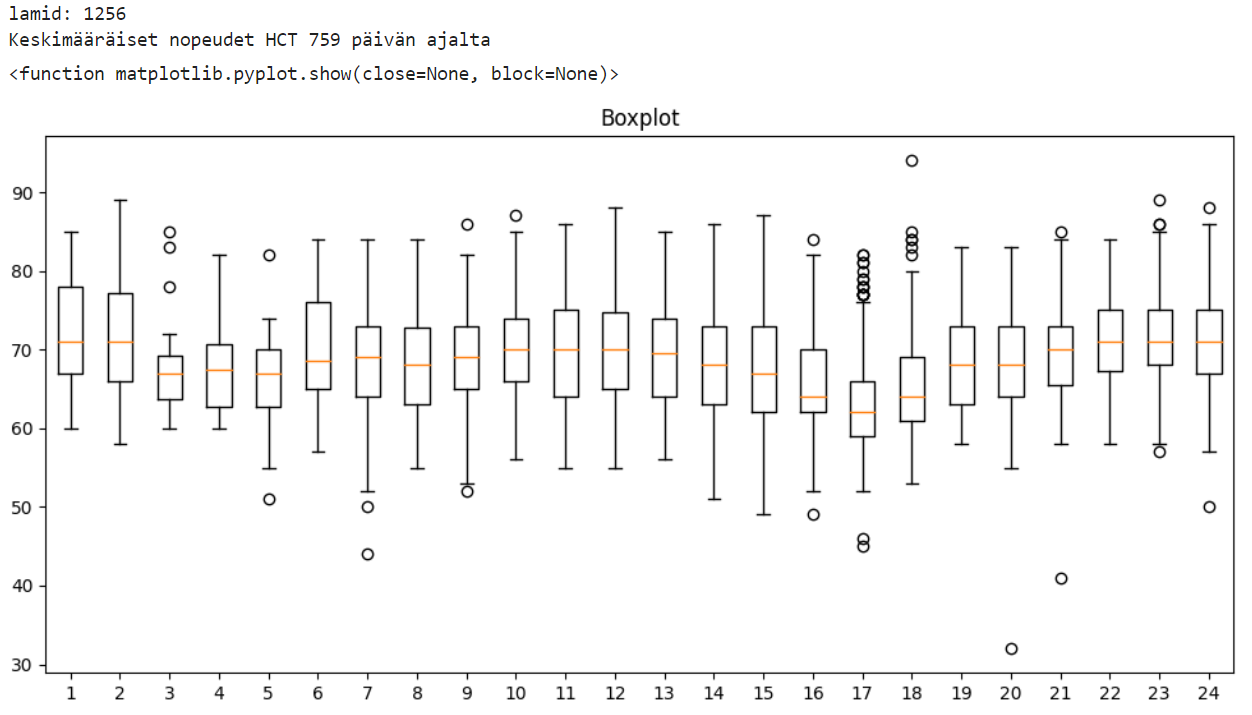 lamid: 1256
Keskimääräiset nopeudet HCT 759 päivän ajalta
<function matplotlib.pyplot.show(close=None, block=None)>
Boxplot
90
80
70
60
50
40
30
1 2 3 4 5 6 7 8 9 10 11 12 13 14 15 16 17 18 19 20 21 22 23 24